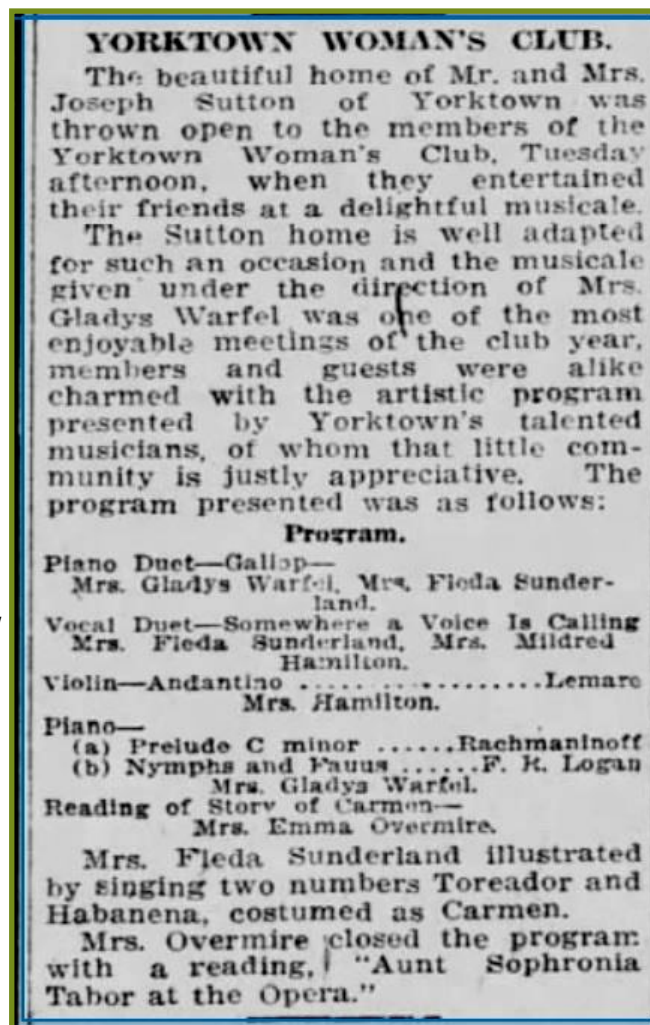 YORKTOWN WOMAN'S CLUB.
The beautiful home of Mr. and Mrs.
Joseph Sutton of Yorktown was
thrown open to the members of the
Yorktown Woman's Club, Tuesday
afternoon, when they entertained
their friends at a delightful musicale.
The Sutton home is well adapted
for such an occasion and the musicale
given under the direction of Mrs.
Gladys Warfel was one of the most
enjoyable meetings of the club year,
members and guests were alike
charmed with the artistic program
presented by Yorktown's talented
musicians, of whom that little com-
munity is justly appreciative. The
program presented was as follows:
Program.
Piano Duet—Gallop—
Mrs. Gladys Warfel, Mrs. Fleda Sunder-
land.
Vocal Duet—Somewhere a Voice Is Calling
Mrs. Fleda Sunderland, Mrs. Mildred
Hamilton.
Violin—Andantino ....................Lemare
Mrs. Hamilton.
Piano—
(a) Prelude C minor ......Rachmaninoff
(b) Nymphs and Fauus ......F. R. Logan
Mrs. Gladys Warfel.
Reading of Story of Carmen—
Mrs. Emma Overmire.
Mrs. Fleda Sunderland illustrated
by singing two numbers Toreador and
Habanena, costumed as Carmen.
Mrs. Overmire closed the program
with a reading, "Aunt Sophronia
Tabor at the Opera."